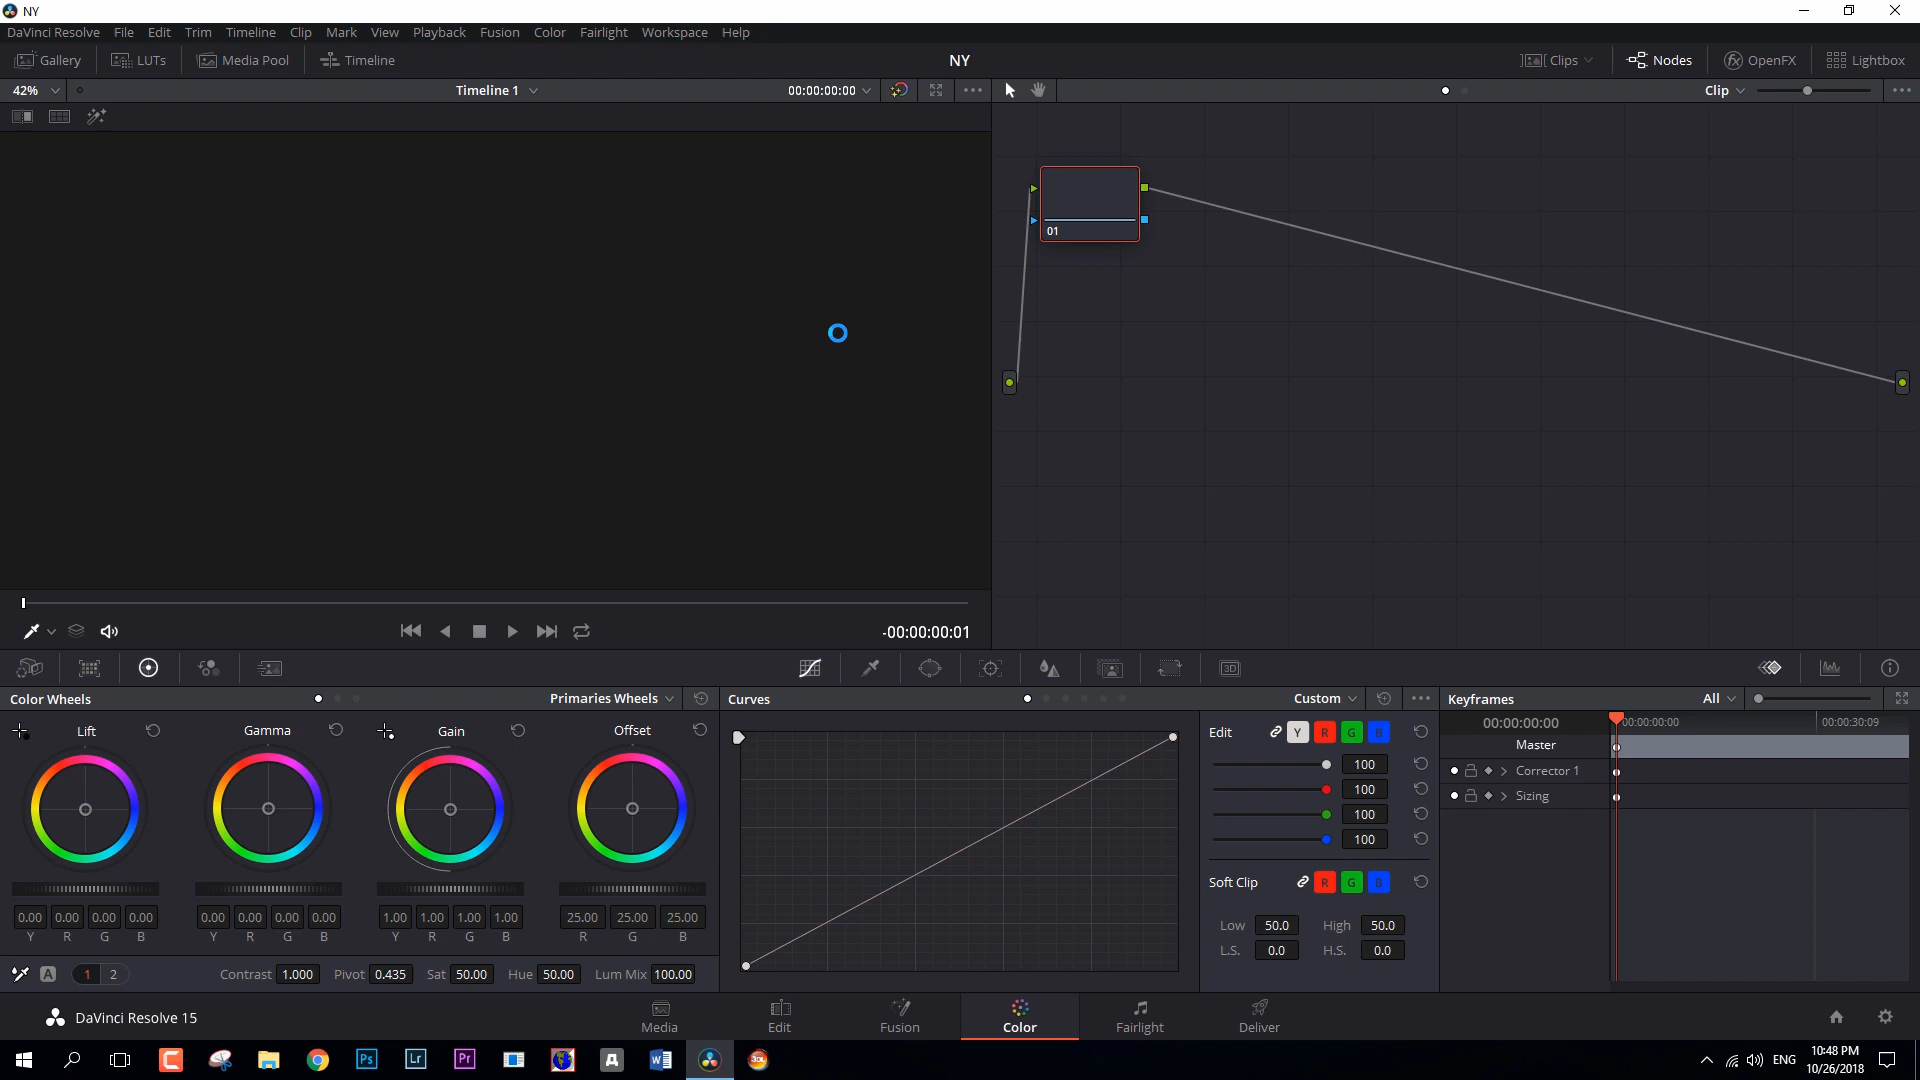 NY
DaVinci Resolve File Edit Trim Timeline Clip Mark View Playback Fusion Color Fairlight Workspace Help
Gallery LUTs Media Pool Timeline NY Clips Nodes OpenFX Lightbox
42% Timeline 1 00:00:00:00 Clip
01
-00:00:00:01
3D
Color Wheels Primaries Wheels Curves Custom Keyframes All
Lift Gamma Gain Offset
Edit Y R G B
00:00:00:00 00:00:00:00 00:00:30:09
Master
100
Corrector 1
100
Sizing
100
100
Soft Clip R G B
0.00 0.00 0.00 0.00 0.00 0.00 0.00 0.00 1.00 1.00 1.00 1.00 25.00 25.00 25.00
Y R G B Y R G B Y R G B R G B
Low 50.0 High 50.0
L.S. 0.0 H.S. 0.0
A 1 2 Contrast 1.000 Pivot 0.435 Sat 50.00 Hue 50.00 Lum Mix 100.00
DaVinci Resolve 15 Media Edit Fusion Color Fairlight Deliver
Ps Lr Pr ENG 10:48 PM
10/26/2018